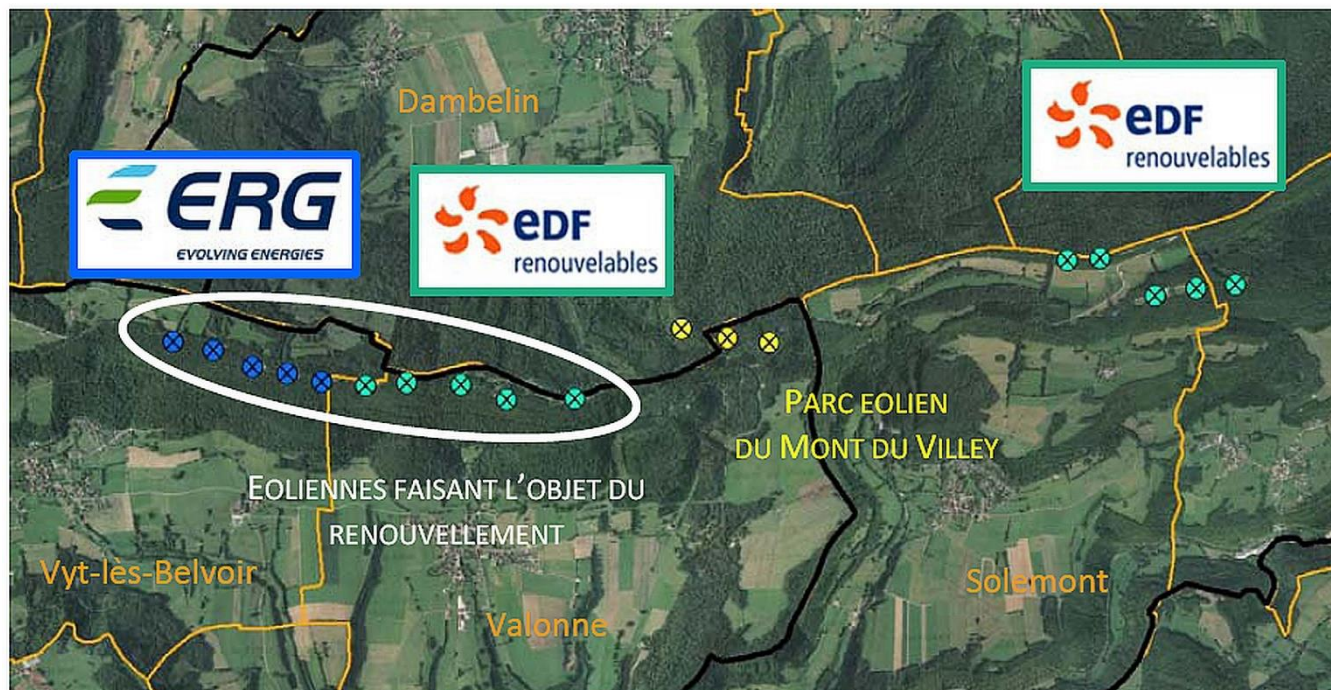 Dambelin
ERG
EVOLVING ENERGIES
eDF
renouvelables
eDF
renouvelables
PARC EOLIEN
DU MONT DU VILLEY
EOLIENNES FAISANT L'OBJET DU
RENOUVELLEMENT
Vyt-lès-Belvoir
Valonne
Solemont